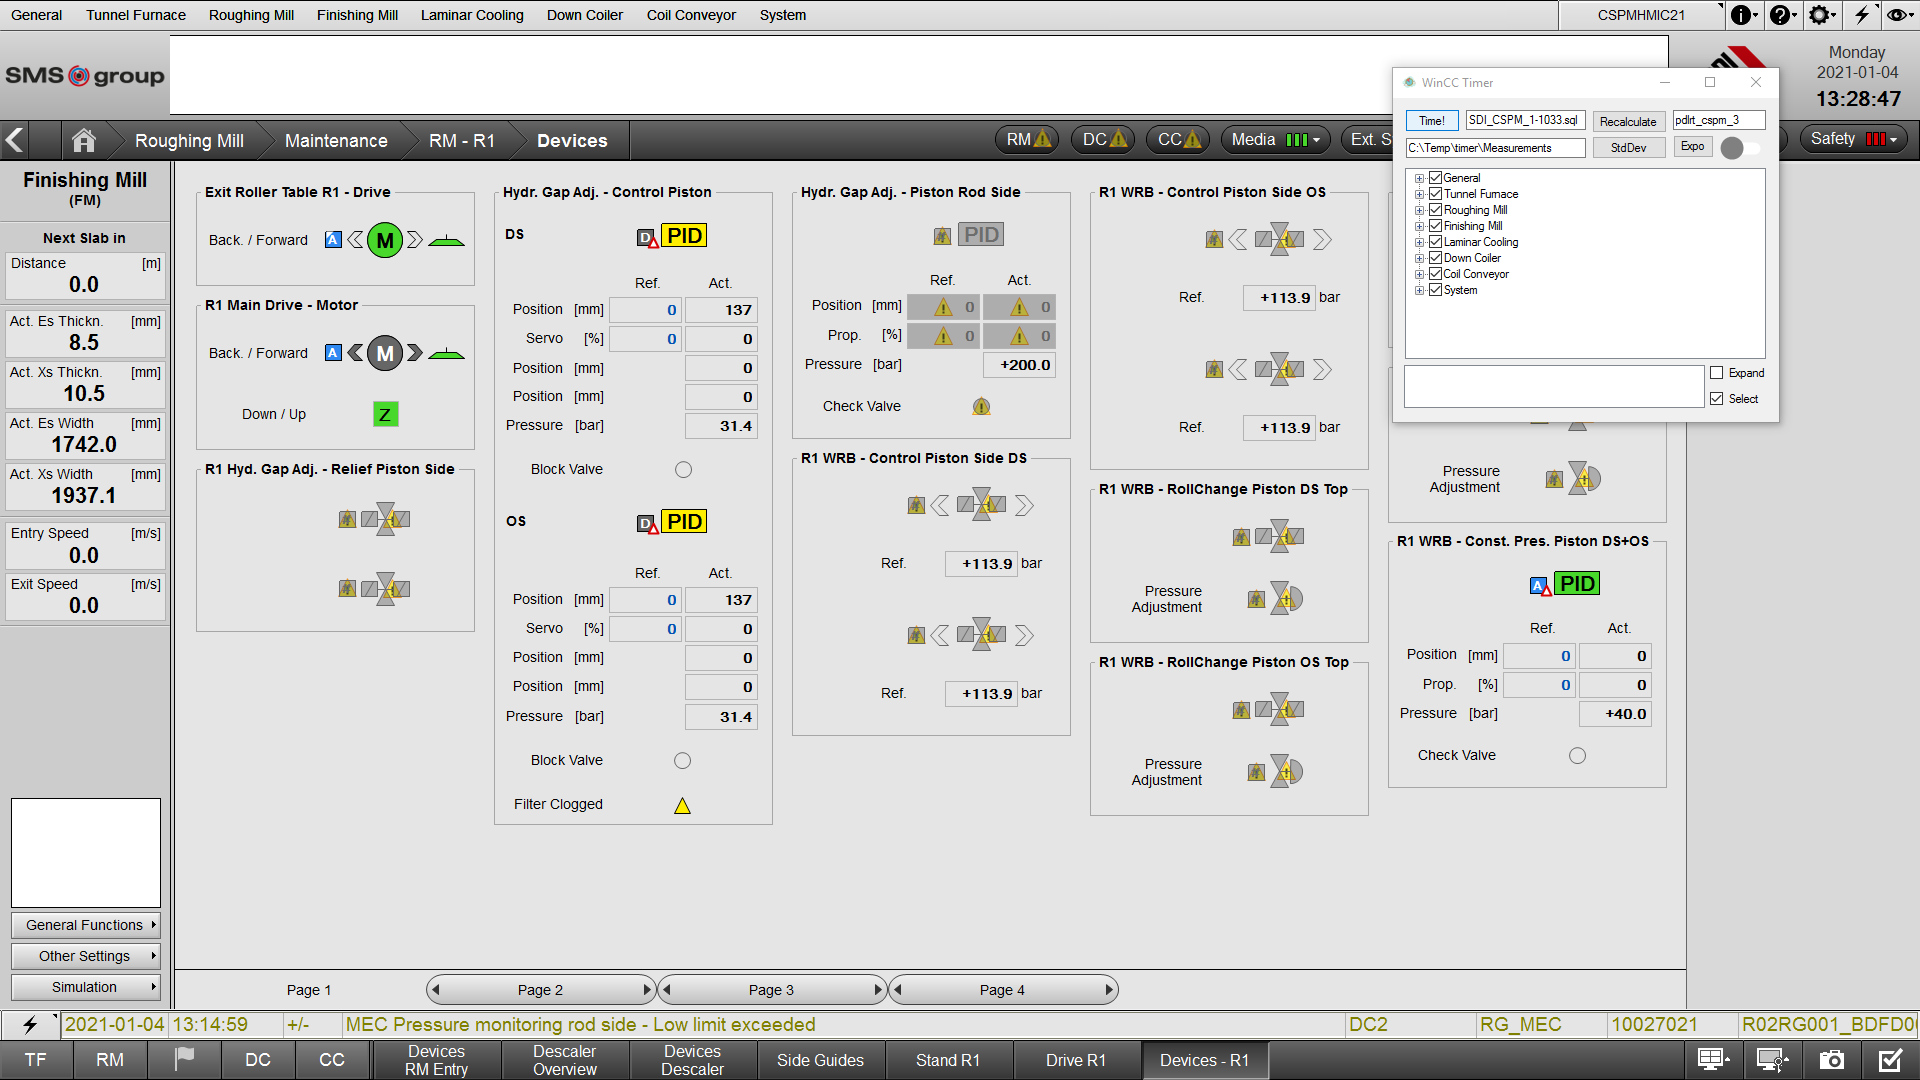 General Tunnel Furnace Roughing Mill Finishing Mill Laminar Cooling Down Coiler Coil Conveyor System CSPMHMIC21
SMS group
Monday
2021-01-04
13:28:47
Roughing Mill Maintenance RM - R1 Devices RM DC CC Media Ext. S Safety
WinCC Timer
Time! SDI_CSPM_1-1033.sql Recalculate pdlrt_cspm_3
C:\Temp\timer\Measurements StdDev Expo
General
Tunnel Furnace
Roughing Mill
Finishing Mill
Laminar Cooling
Down Coiler
Coil Conveyor
System
Expand
Select
Finishing Mill
(FM)
Next Slab in
Distance [m]
0.0
Act. Es Thickn. [mm]
8.5
Act. Xs Thickn. [mm]
10.5
Act. Es Width [mm]
1742.0
Act. Xs Width [mm]
1937.1
Entry Speed [m/s]
0.0
Exit Speed [m/s]
0.0
General Functions
Other Settings
Simulation
Exit Roller Table R1 - Drive
Back. / Forward A M
R1 Main Drive - Motor
Back. / Forward A M
Down / Up Z
R1 Hyd. Gap Adj. - Relief Piston Side
Hydr. Gap Adj. - Control Piston
DS D PID
Ref. Act.
Position [mm] 0 137
Servo [%] 0 0
Position [mm] 0
Position [mm] 0
Pressure [bar] 31.4
Block Valve
OS D PID
Ref. Act.
Position [mm] 0 137
Servo [%] 0 0
Position [mm] 0
Position [mm] 0
Pressure [bar] 31.4
Block Valve
Filter Clogged
Hydr. Gap Adj. - Piston Rod Side
PID
Ref. Act.
Position [mm] 0 0
Prop. [%] 0 0
Pressure [bar] +200.0
Check Valve
R1 WRB - Control Piston Side DS
Ref. +113.9 bar
Ref. +113.9 bar
R1 WRB - Control Piston Side OS
Ref. +113.9 bar
Ref. +113.9 bar
R1 WRB - RollChange Piston DS Top
Pressure
Adjustment
R1 WRB - RollChange Piston OS Top
Pressure
Adjustment
Pressure
Adjustment
R1 WRB - Const. Pres. Piston DS+OS
A PID
Ref. Act.
Position [mm] 0 0
Prop. [%] 0 0
Pressure [bar] +40.0
Check Valve
Page 1 Page 2 Page 3 Page 4
2021-01-04 13:14:59 +/- MEC Pressure monitoring rod side - Low limit exceeded DC2 RG_MEC 10027021 R02RG001_BDFD0
TF RM DC CC
Devices
RM Entry
Descaler
Overview
Devices
Descaler
Side Guides Stand R1 Drive R1 Devices - R1